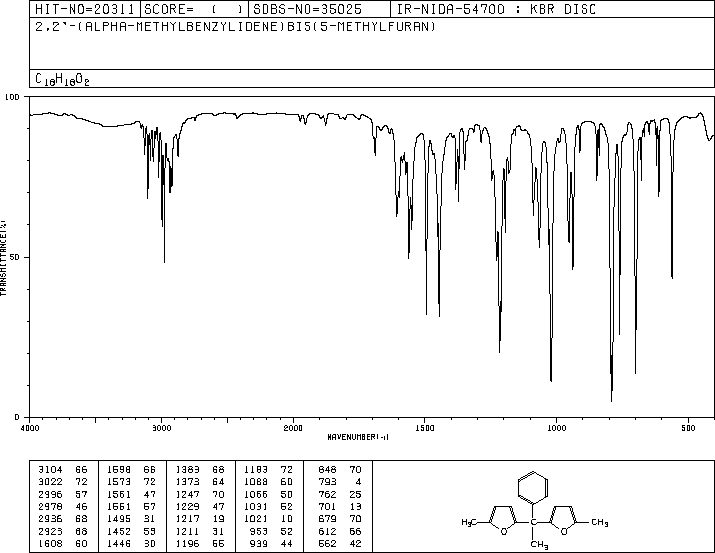 HIT-NO=20311 SCORE= ( ) SDBS-NO=35025 IR-NIDA-54700 : KBR DISC
2,2'-(ALPHA-METHYLBENZYLIDENE)BIS(5-METHYLFURAN)
C18H18O2
100
50
0
TRANSMITTANCE(%)
4000 3000 2000 1500 1000 500
WAVENUMBER(-1)
3104 66 1598 66 1383 68 1183 72 848 70
3022 72 1573 72 1373 64 1088 60 793 4
2996 57 1561 47 1247 70 1066 50 762 25
2978 46 1551 57 1229 47 1031 52 701 13
2936 68 1495 31 1217 19 1021 10 679 70
2923 68 1452 59 1211 31 953 52 612 66
1608 60 1446 30 1196 55 939 44 562 42
CH3 O C O CH3
CH3